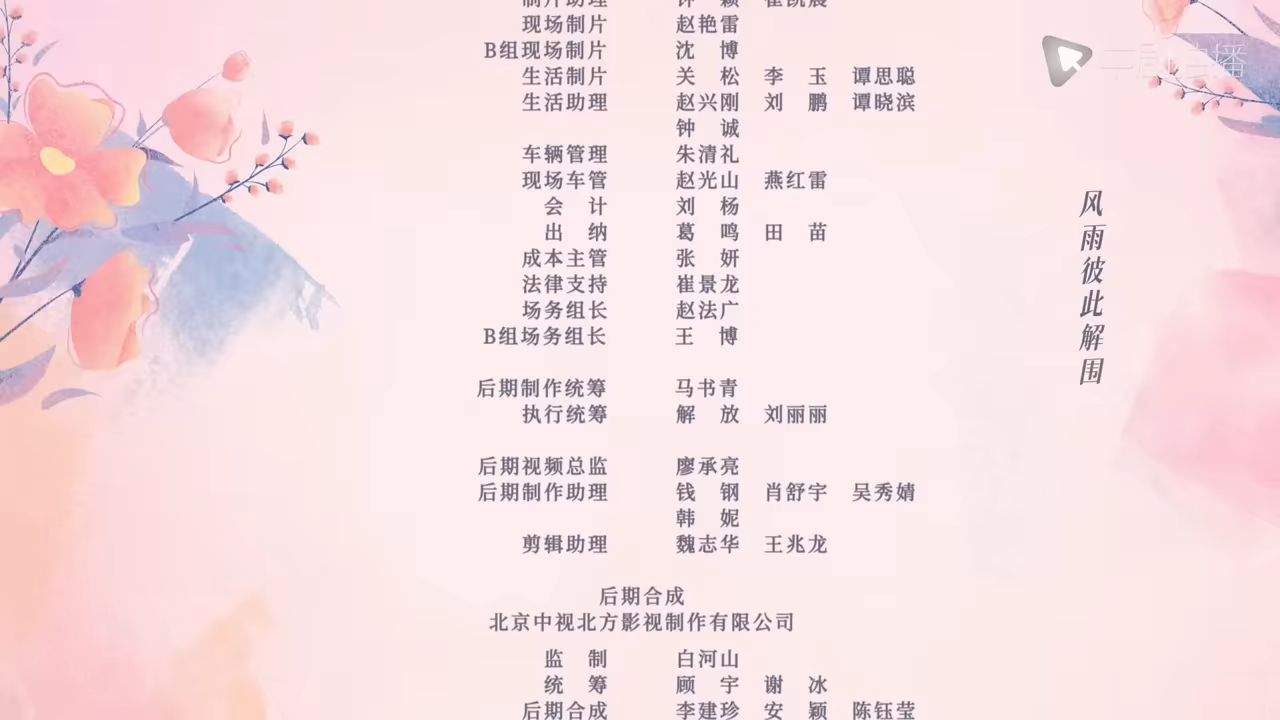 制片助理 钟 颖 崔凯晨
现场制片 赵艳雷
B组现场制片 沈 博
生活制片 关 松 李 玉 谭思聪
生活助理 赵兴刚 刘 鹏 谭晓滨
钟 诚
车辆管理 朱清礼
现场车管 赵光山 燕红雷
会 计 刘 杨
出 纳 葛 鸣 田 苗
成本主管 张 妍
法律支持 崔景龙
场务组长 赵法广
B组场务组长 王 博
后期制作统筹 马书青
执行统筹 解 放 刘丽丽
后期视频总监 廖承亮
后期制作助理 钱 钢 肖舒宇 吴秀婧
韩 妮
剪辑助理 魏志华 王兆龙
后期合成
北京中视北方影视制作有限公司
监 制 白河山
统 筹 顾 宇 谢 冰
后期合成 李建珍 安 颖 陈钰莹
风雨彼此解围